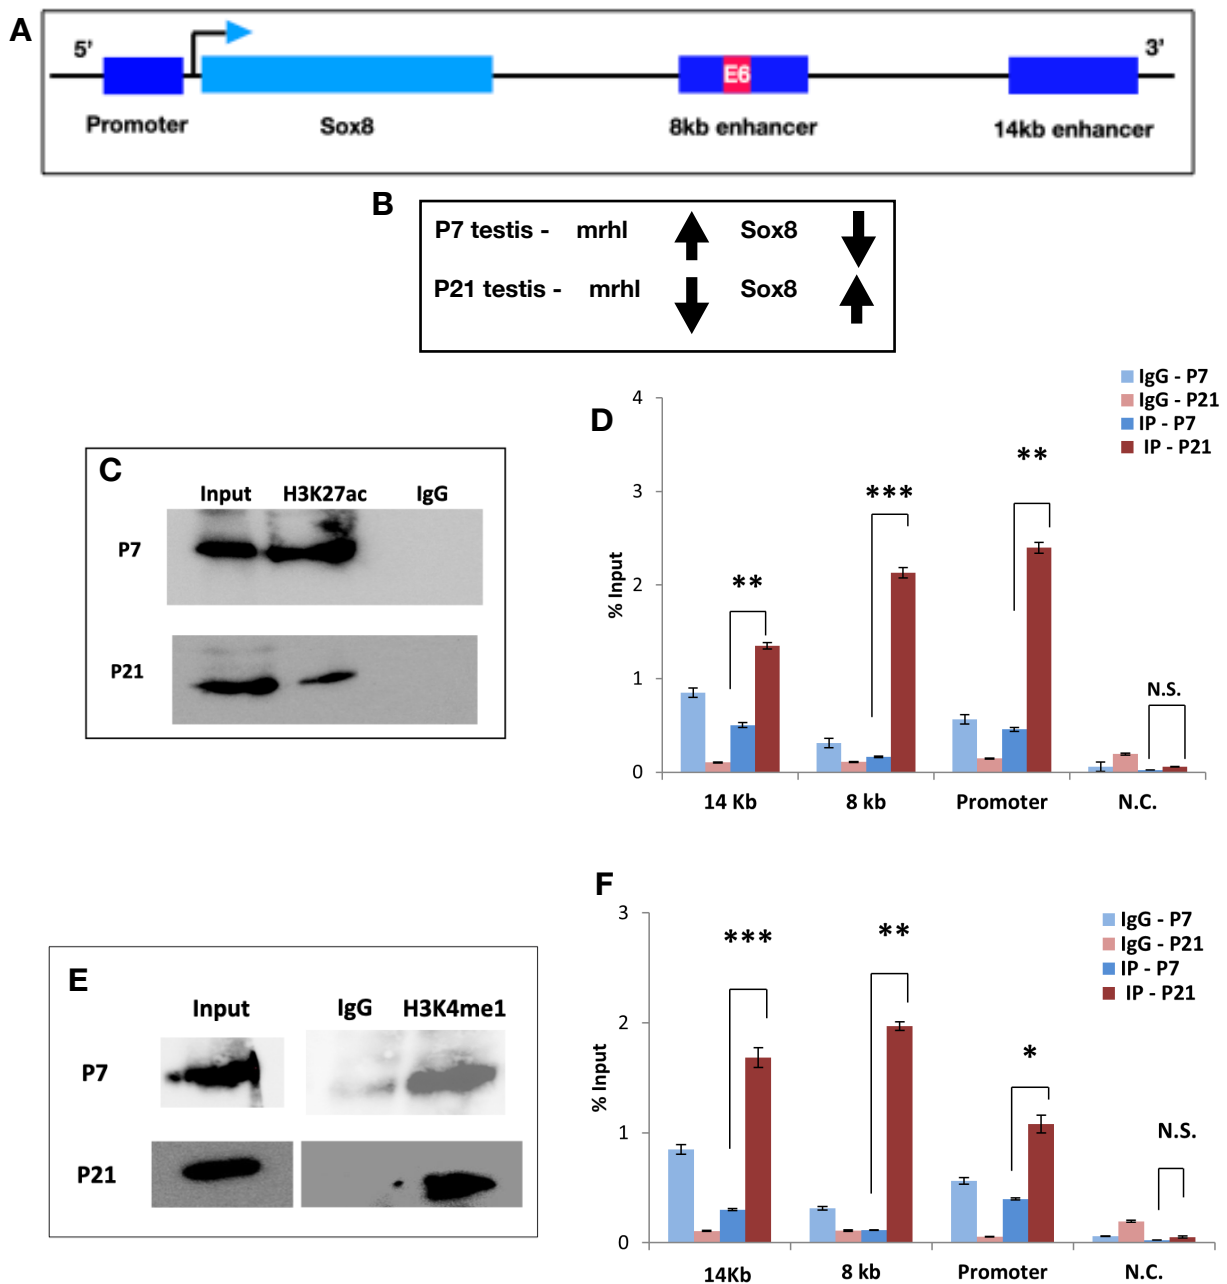 A
5’
3’
E6
Promoter
Sox8
8kb enhancer
14kb enhancer
B
P7 testis - mrhl Sox8
P21 testis - mrhl Sox8
C
Input H3K27ac IgG
P7
P21
D
IgG - P7
IgG - P21
IP - P7
IP - P21
4
3
2
1
0
% Input
**
***
**
N.S.
14 Kb
8 kb
Promoter
N.C.
E
Input IgG H3K4me1
P7
P21
F
IgG - P7
IgG - P21
IP - P7
IP - P21
3
2
1
0
% Input
***
**
*
N.S.
14Kb
8 kb
Promoter
N.C.